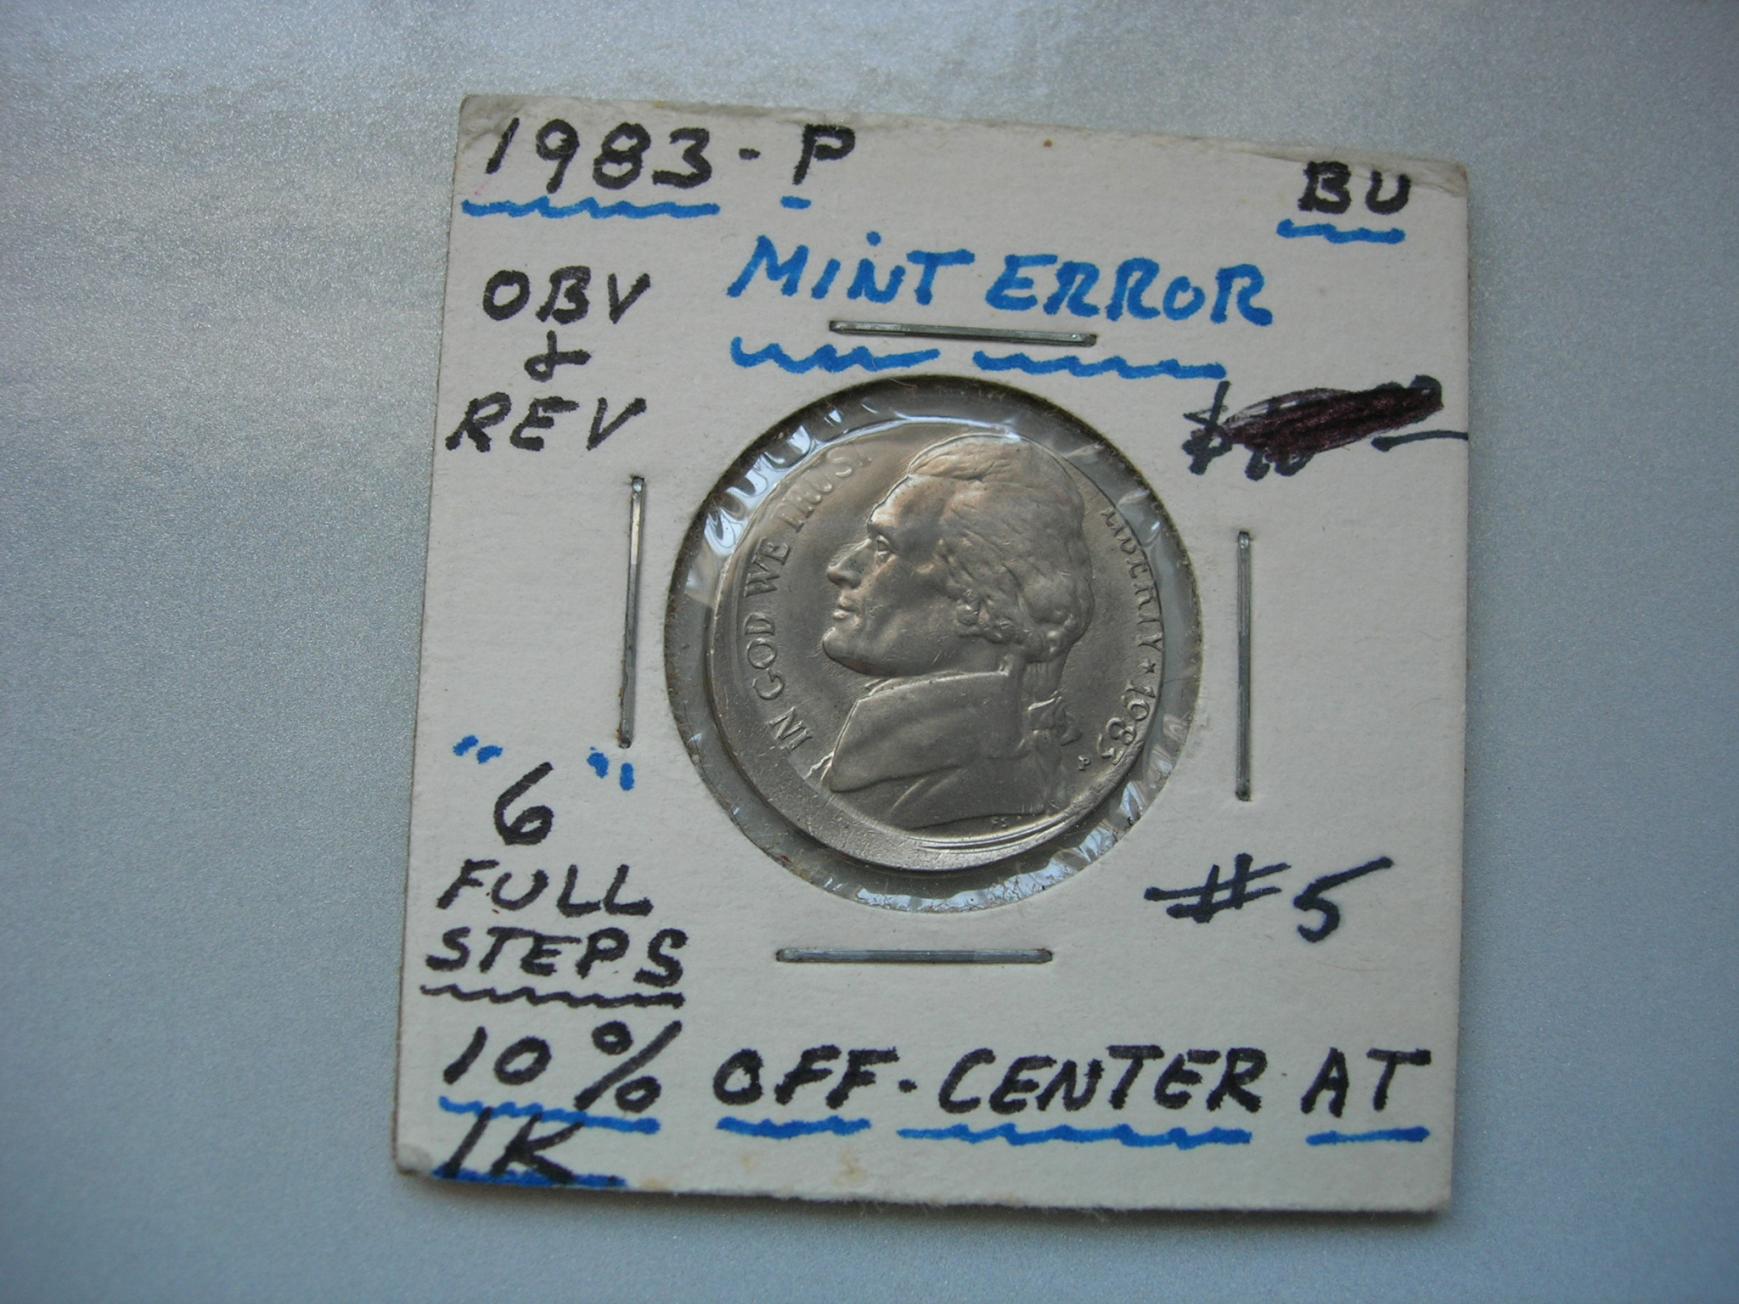 1983-P
BU
MINT ERROR
OBV
&
REV
$
IN GOD WE TRUST
LIBERTY ★ 1983
P
FS
"6"
FULL
STEPS
#5
10% OFF-CENTER AT
1K